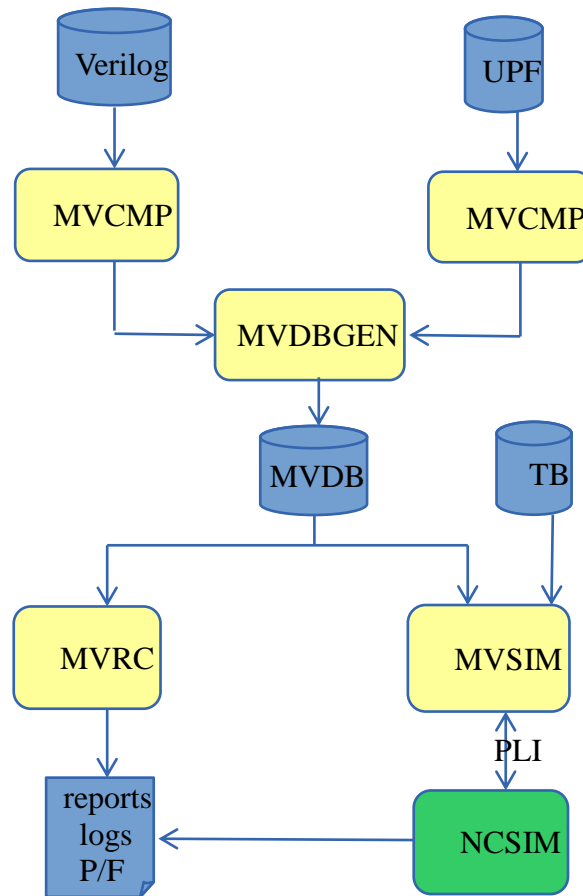 Verilog
UPF
MVCMP
MVCMP
MVDBGEN
MVDB
TB
MVRC
MVSIM
PLI
reports
logs
P/F
NCSIM